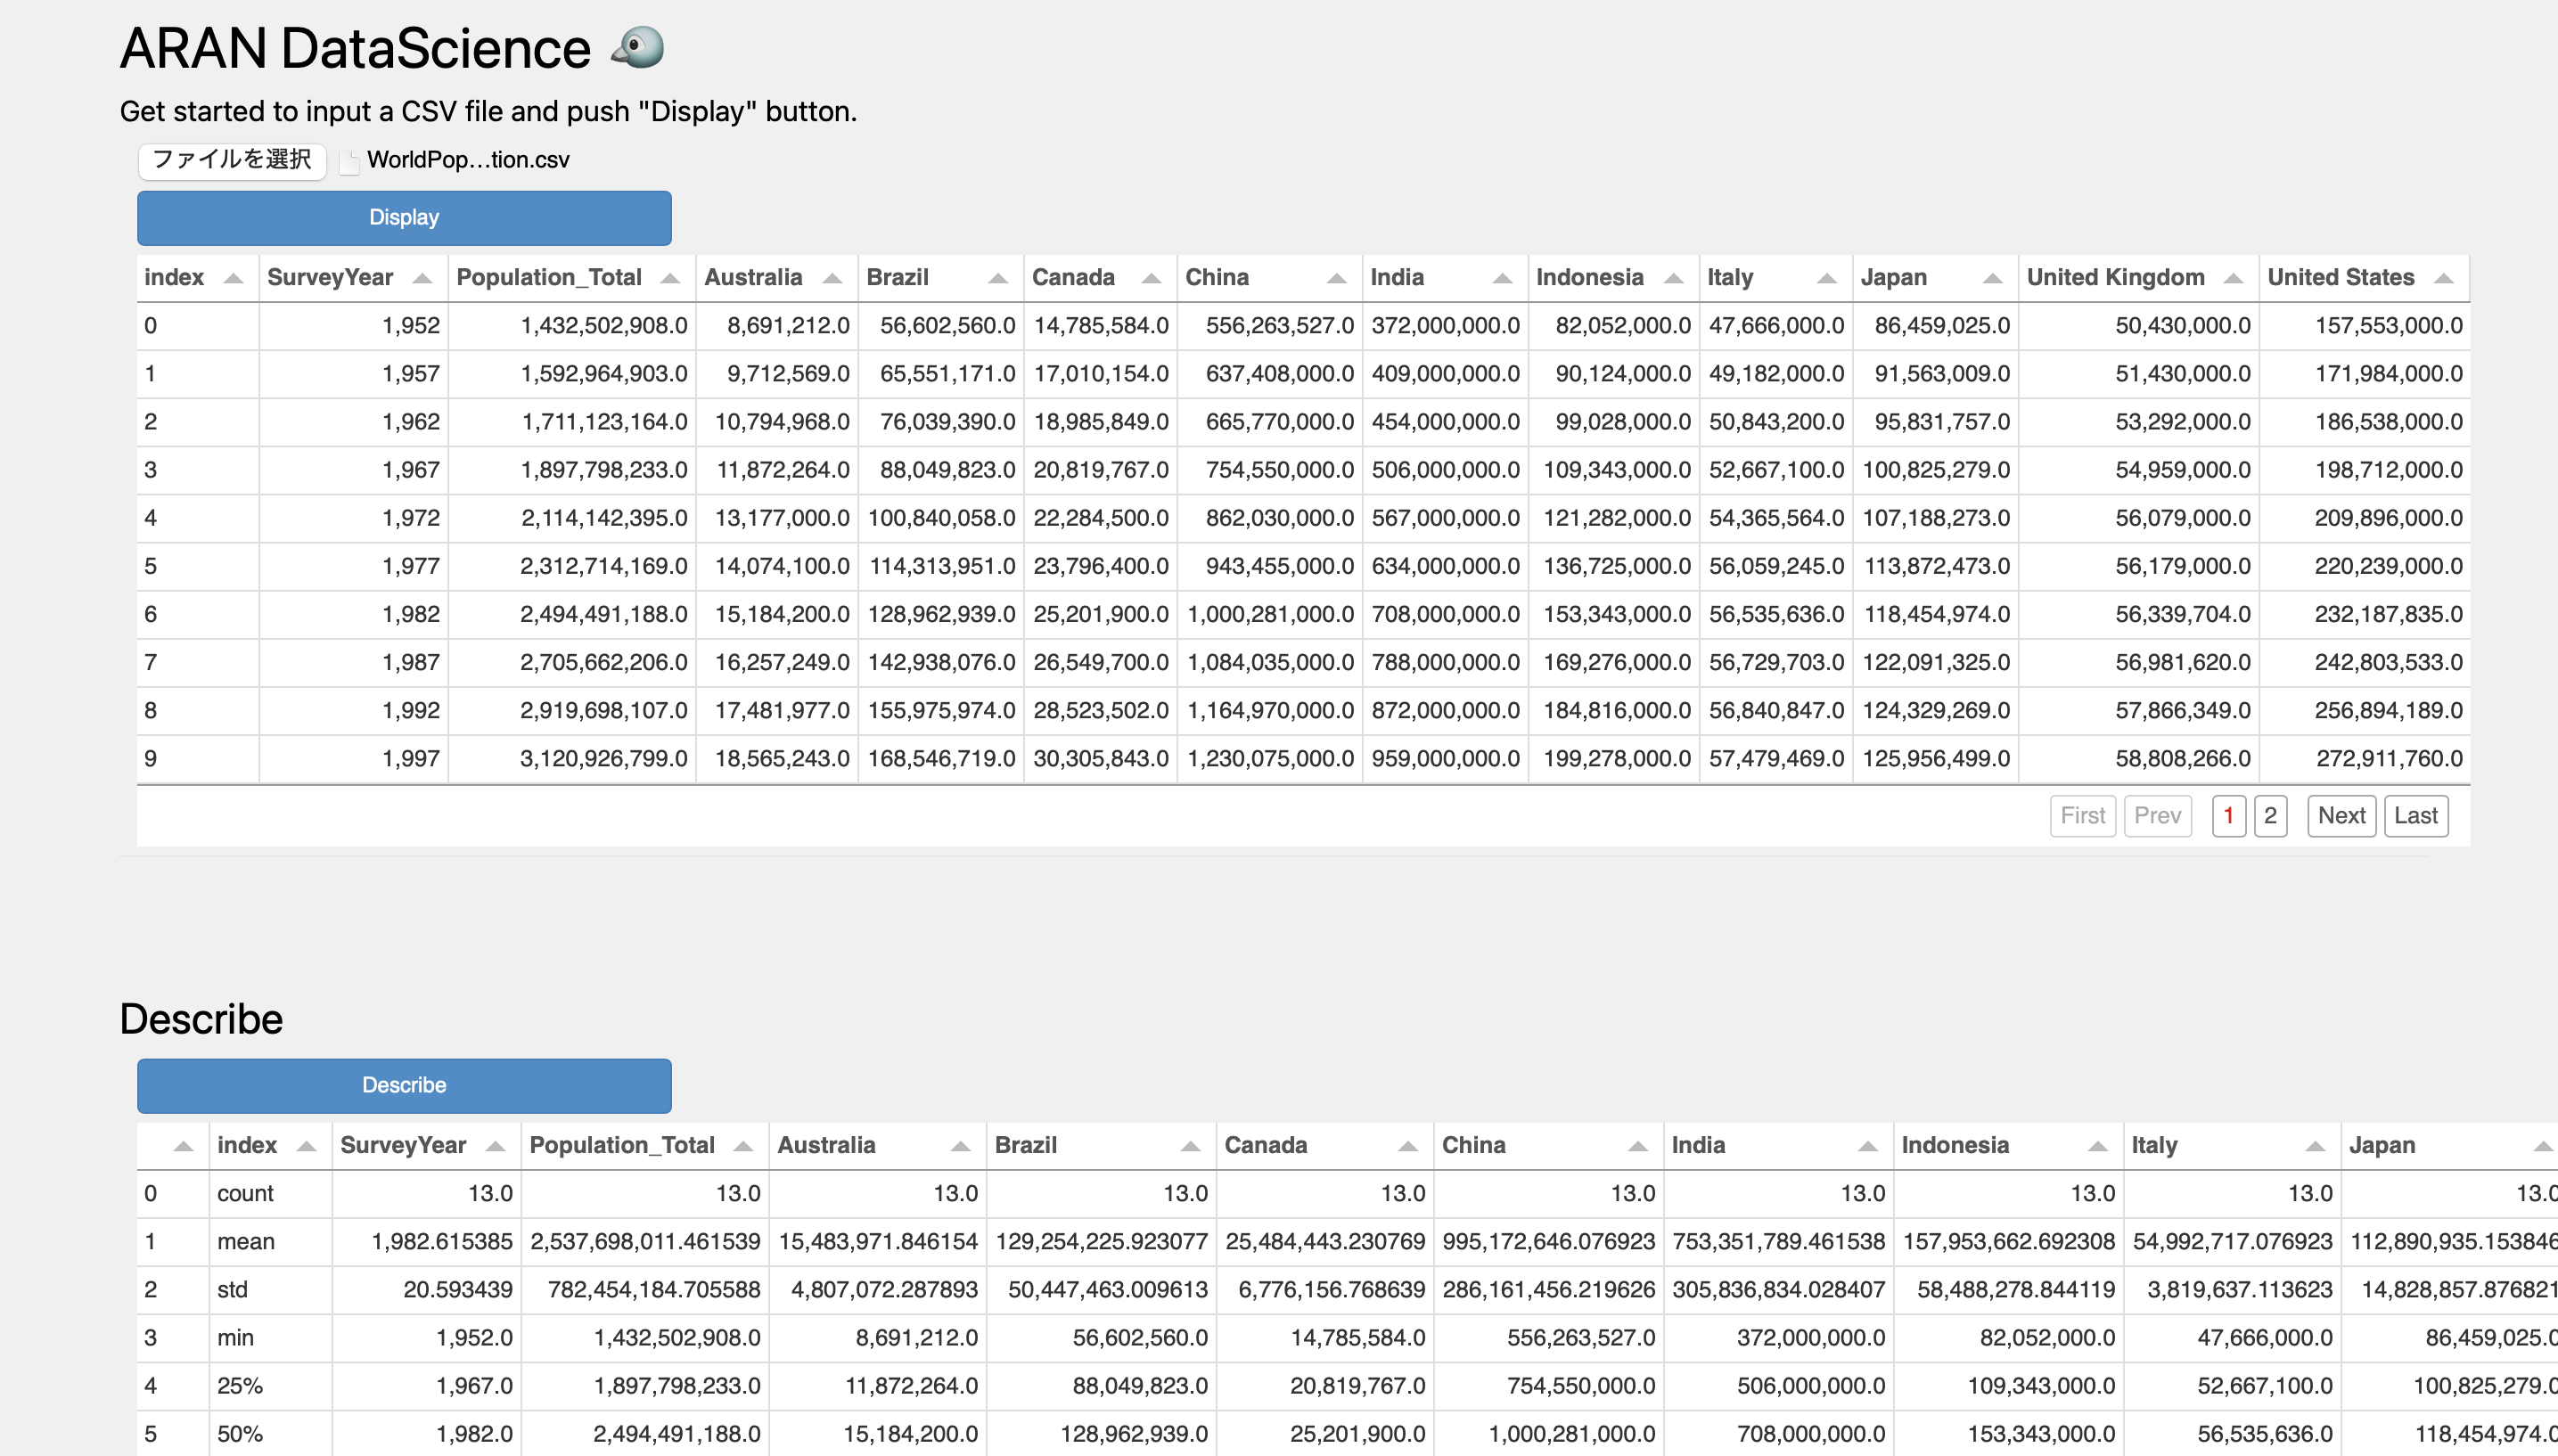 ARAN DataScience
Get started to input a CSV file and push "Display" button.
ファイルを選択 WorldPop…tion.csv
Display
index SurveyYear Population_Total Australia Brazil Canada China India Indonesia Italy Japan United Kingdom United States
0 1,952 1,432,502,908.0 8,691,212.0 56,602,560.0 14,785,584.0 556,263,527.0 372,000,000.0 82,052,000.0 47,666,000.0 86,459,025.0 50,430,000.0 157,553,000.0
1 1,957 1,592,964,903.0 9,712,569.0 65,551,171.0 17,010,154.0 637,408,000.0 409,000,000.0 90,124,000.0 49,182,000.0 91,563,009.0 51,430,000.0 171,984,000.0
2 1,962 1,711,123,164.0 10,794,968.0 76,039,390.0 18,985,849.0 665,770,000.0 454,000,000.0 99,028,000.0 50,843,200.0 95,831,757.0 53,292,000.0 186,538,000.0
3 1,967 1,897,798,233.0 11,872,264.0 88,049,823.0 20,819,767.0 754,550,000.0 506,000,000.0 109,343,000.0 52,667,100.0 100,825,279.0 54,959,000.0 198,712,000.0
4 1,972 2,114,142,395.0 13,177,000.0 100,840,058.0 22,284,500.0 862,030,000.0 567,000,000.0 121,282,000.0 54,365,564.0 107,188,273.0 56,079,000.0 209,896,000.0
5 1,977 2,312,714,169.0 14,074,100.0 114,313,951.0 23,796,400.0 943,455,000.0 634,000,000.0 136,725,000.0 56,059,245.0 113,872,473.0 56,179,000.0 220,239,000.0
6 1,982 2,494,491,188.0 15,184,200.0 128,962,939.0 25,201,900.0 1,000,281,000.0 708,000,000.0 153,343,000.0 56,535,636.0 118,454,974.0 56,339,704.0 232,187,835.0
7 1,987 2,705,662,206.0 16,257,249.0 142,938,076.0 26,549,700.0 1,084,035,000.0 788,000,000.0 169,276,000.0 56,729,703.0 122,091,325.0 56,981,620.0 242,803,533.0
8 1,992 2,919,698,107.0 17,481,977.0 155,975,974.0 28,523,502.0 1,164,970,000.0 872,000,000.0 184,816,000.0 56,840,847.0 124,329,269.0 57,866,349.0 256,894,189.0
9 1,997 3,120,926,799.0 18,565,243.0 168,546,719.0 30,305,843.0 1,230,075,000.0 959,000,000.0 199,278,000.0 57,479,469.0 125,956,499.0 58,808,266.0 272,911,760.0
First Prev 1 2 Next Last
Describe
Describe
index SurveyYear Population_Total Australia Brazil Canada China India Indonesia Italy Japan
0 count 13.0 13.0 13.0 13.0 13.0 13.0 13.0 13.0 13.0 13.0
1 mean 1,982.615385 2,537,698,011.461539 15,483,971.846154 129,254,225.923077 25,484,443.230769 995,172,646.076923 753,351,789.461538 157,953,662.692308 54,992,717.076923 112,890,935.153846
2 std 20.593439 782,454,184.705588 4,807,072.287893 50,447,463.009613 6,776,156.768639 286,161,456.219626 305,836,834.028407 58,488,278.844119 3,819,637.113623 14,828,857.876821
3 min 1,952.0 1,432,502,908.0 8,691,212.0 56,602,560.0 14,785,584.0 556,263,527.0 372,000,000.0 82,052,000.0 47,666,000.0 86,459,025.0
4 25% 1,967.0 1,897,798,233.0 11,872,264.0 88,049,823.0 20,819,767.0 754,550,000.0 506,000,000.0 109,343,000.0 52,667,100.0 100,825,279.0
5 50% 1,982.0 2,494,491,188.0 15,184,200.0 128,962,939.0 25,201,900.0 1,000,281,000.0 708,000,000.0 153,343,000.0 56,535,636.0 118,454,974.0